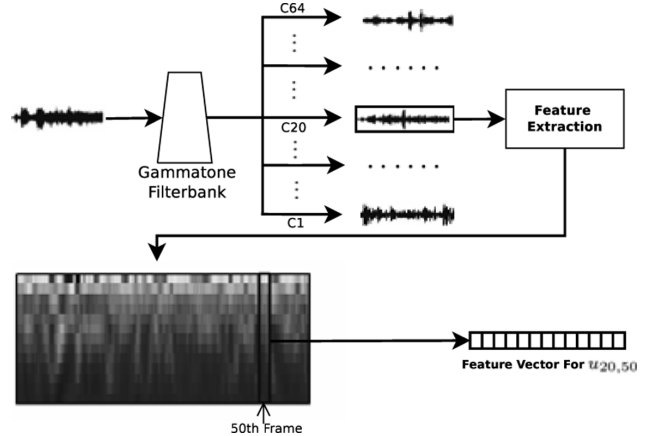 C64
C20
Feature
Extraction
Gammatone
Filterbank
C1
Feature Vector For u20,50
50th Frame